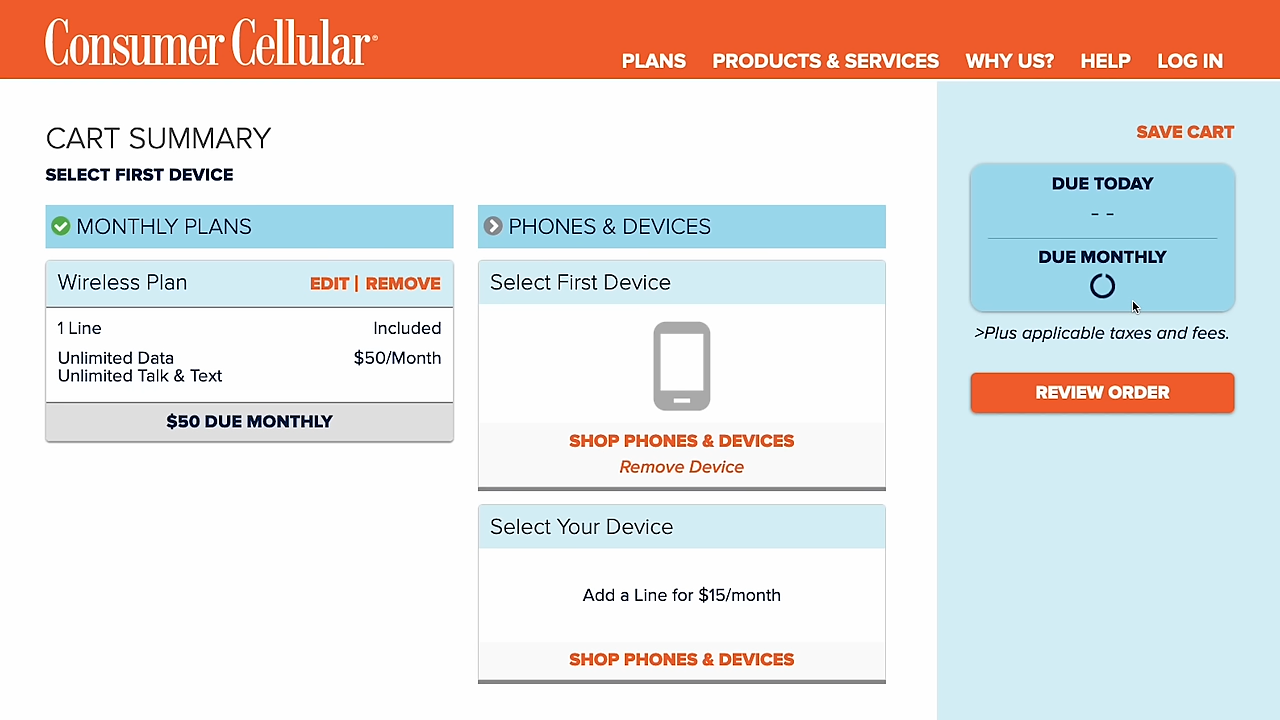 Consumer Cellular®
PLANS PRODUCTS & SERVICES WHY US? HELP LOG IN
CART SUMMARY
SELECT FIRST DEVICE
MONTHLY PLANS
Wireless Plan EDIT | REMOVE
1 Line Included
Unlimited Data $50/Month
Unlimited Talk & Text
$50 DUE MONTHLY
PHONES & DEVICES
Select First Device
SHOP PHONES & DEVICES
Remove Device
Select Your Device
Add a Line for $15/month
SHOP PHONES & DEVICES
SAVE CART
DUE TODAY
- -
DUE MONTHLY
>Plus applicable taxes and fees.
REVIEW ORDER